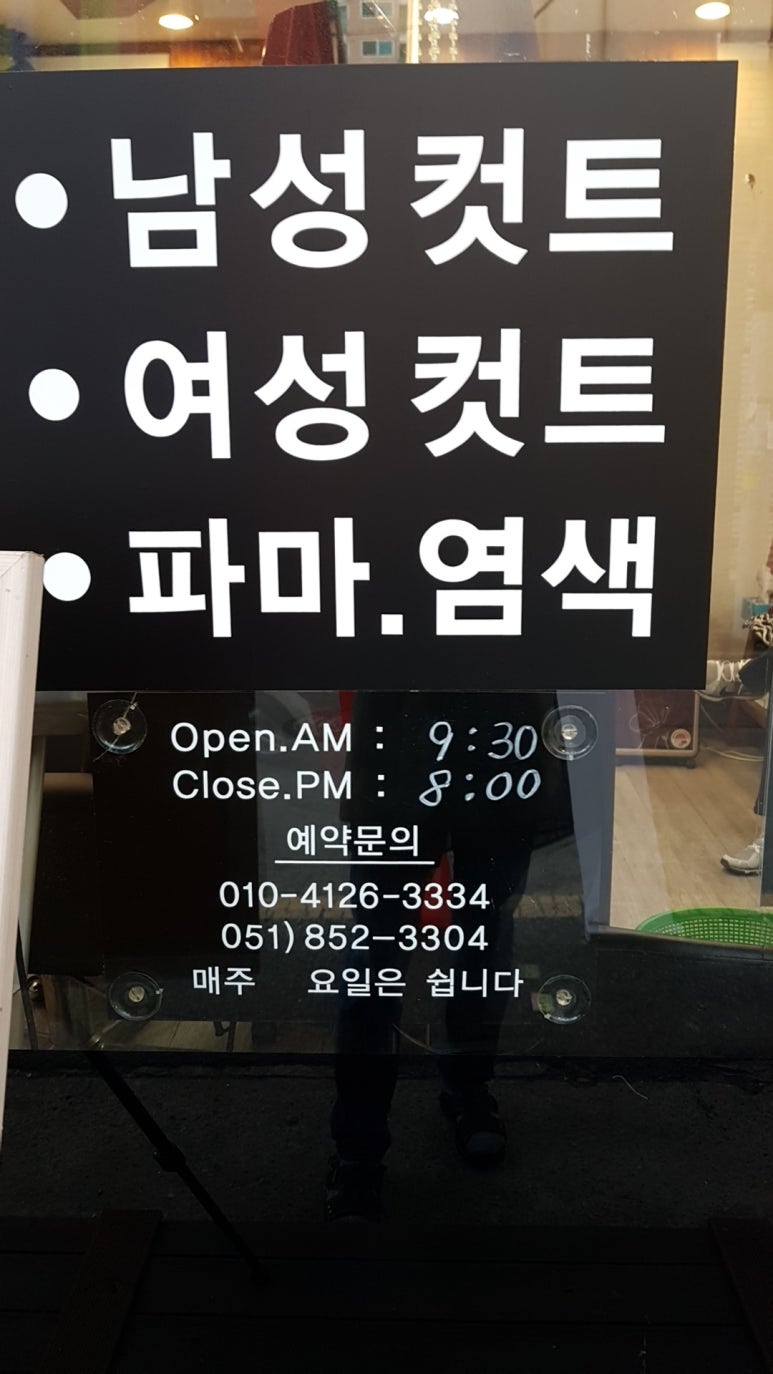 • 남성 컷트
• 여성 컷트
• 파마.염색
Open.AM : 9:30
Close.PM : 8:00
예약문의
010-4126-3334
051)852-3304
매주 요일은 쉽니다